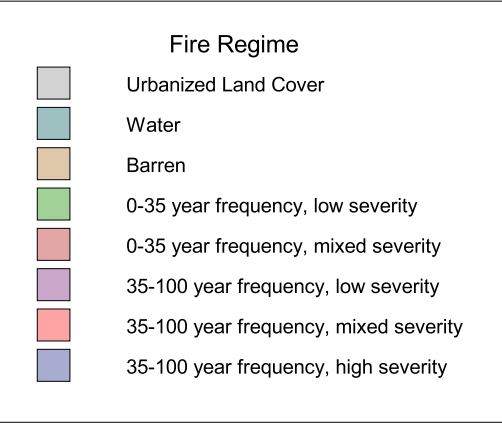 Fire Regime
Urbanized Land Cover
Water
Barren
0-35 year frequency, low severity
0-35 year frequency, mixed severity
35-100 year frequency, low severity
35-100 year frequency, mixed severity
35-100 year frequency, high severity